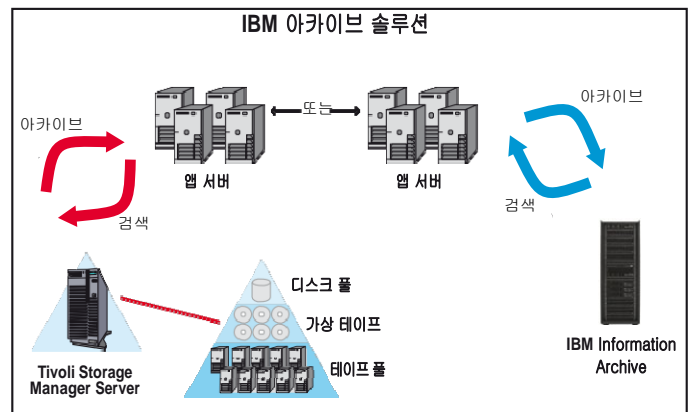 IBM 아카이브 솔루션
또는
아카이브
아카이브
앱 서버
앱 서버
검색
검색
디스크 풀
가상 테이프
테이프 풀
Tivoli Storage
Manager Server
IBM Information
Archive